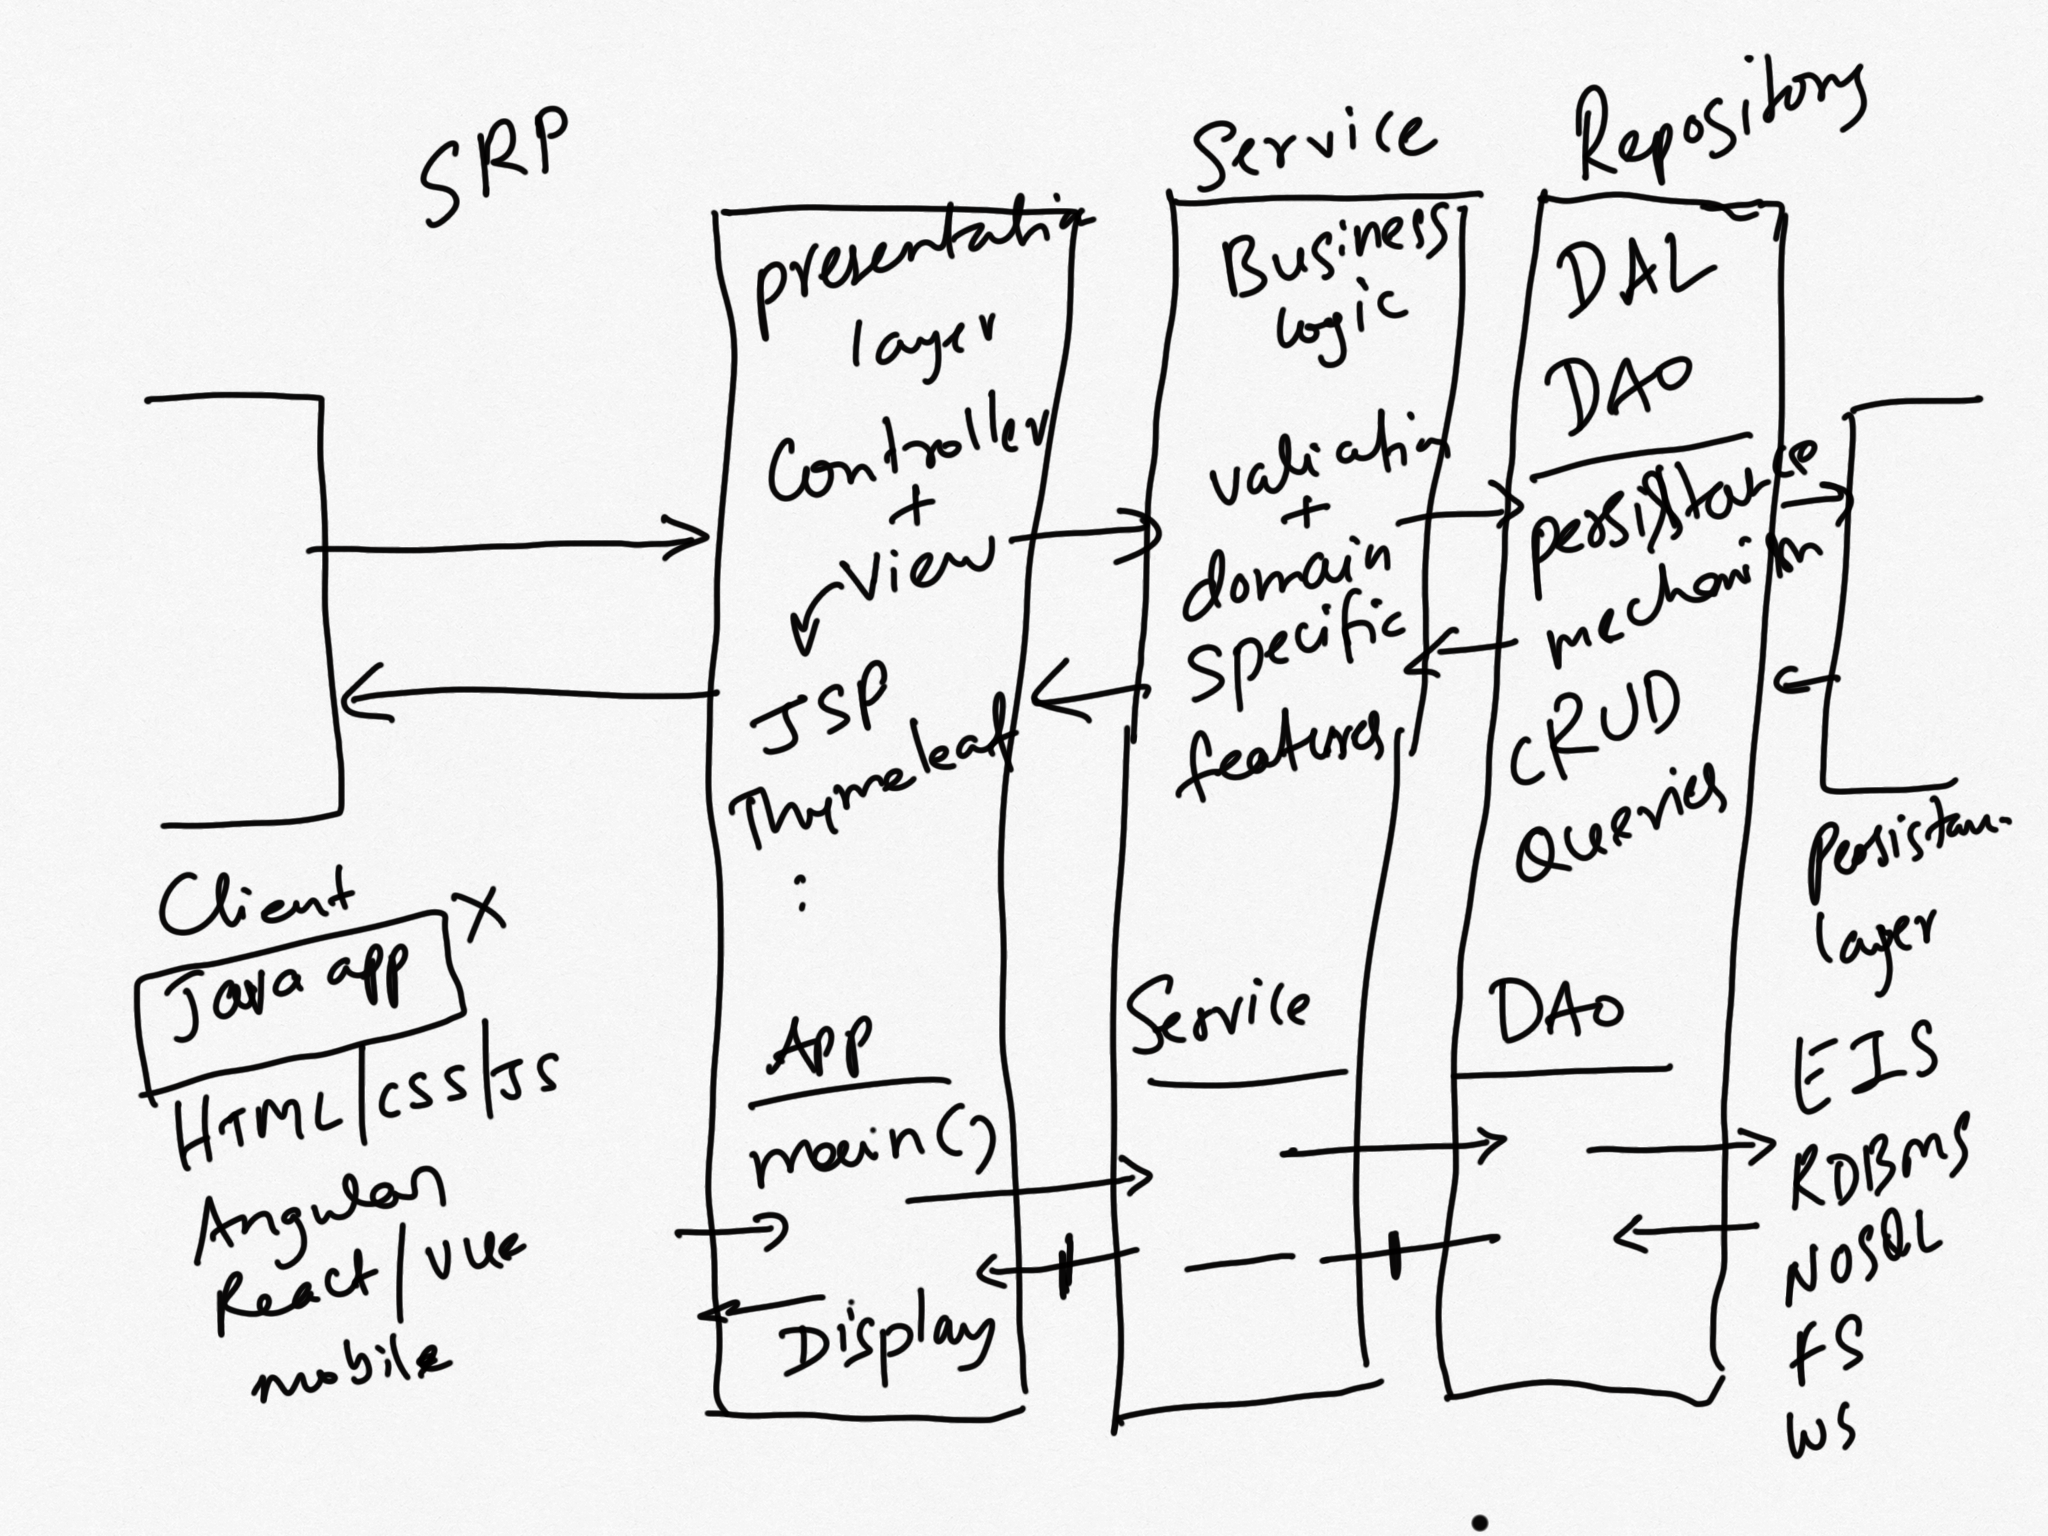 SRP
Client
Java app X
HTML/CSS/JS
Angular
React/Vue
mobile
presentation
layer
Controller
+
View
JSP
Thymeleaf
:
App
main()
Display
Service
Business
logic
valiation
+
domain
specific
features
Service
Repository
DAL
DAO
persistance
mechanism
CRUD
Queries
DAO
Persistan..
layer
EIS
RDBMS
NOSQL
FS
WS